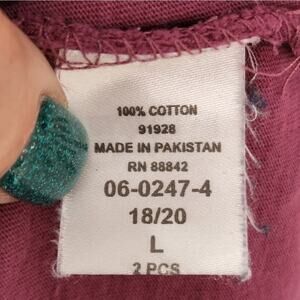 100% COTTON
91928
MADE IN PAKISTAN
RN 88842
06-0247-4
18/20
L
2 PCS